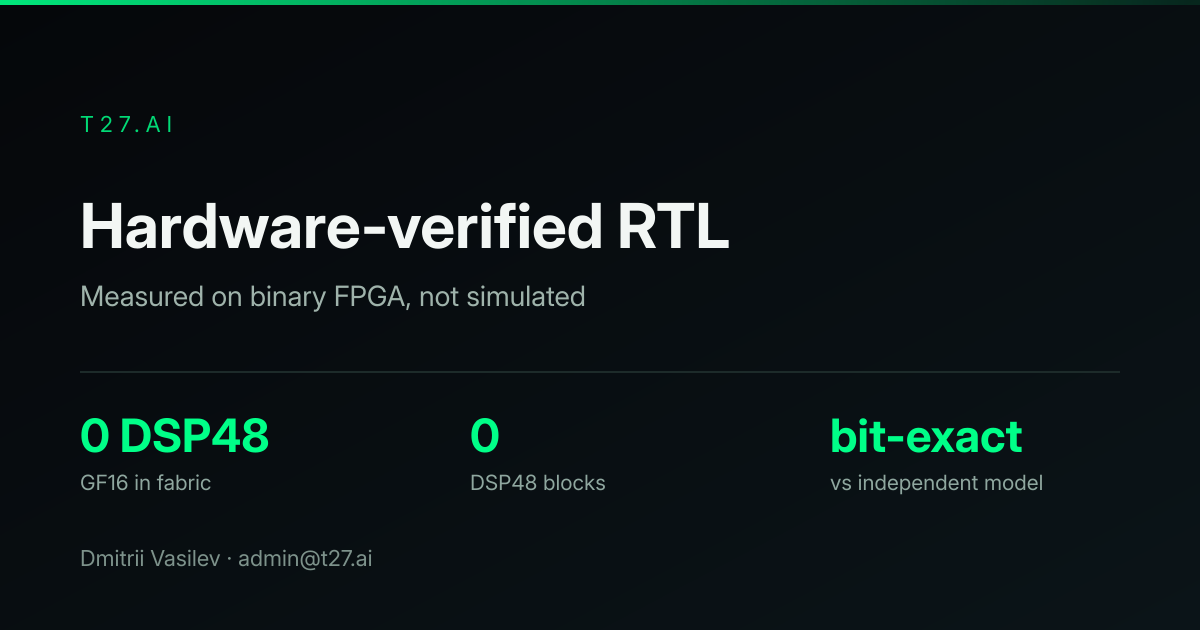 T27.AI
Hardware-verified RTL
Measured on binary FPGA, not simulated
0 DSP48
GF16 in fabric
0
DSP48 blocks
bit-exact
vs independent model
Dmitrii Vasilev · admin@t27.ai